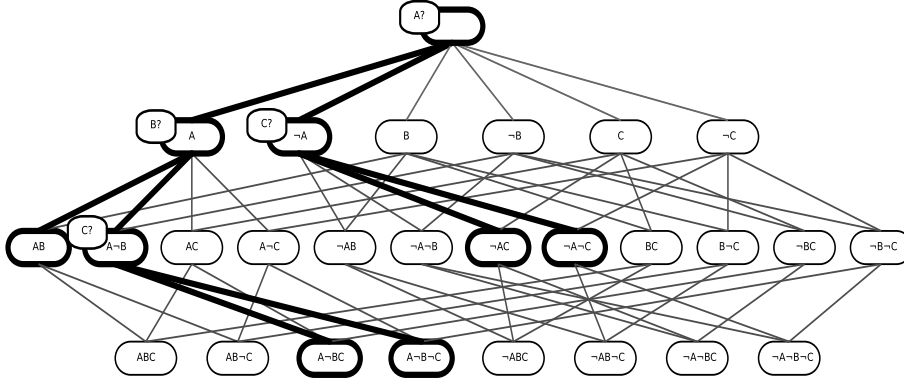 A?
B? A C? ¬A B ¬B C ¬C
AB C? A¬B AC A¬C ¬AB ¬A¬B ¬AC ¬A¬C BC B¬C ¬BC ¬B¬C
ABC AB¬C A¬BC A¬B¬C ¬ABC ¬AB¬C ¬A¬BC ¬A¬B¬C